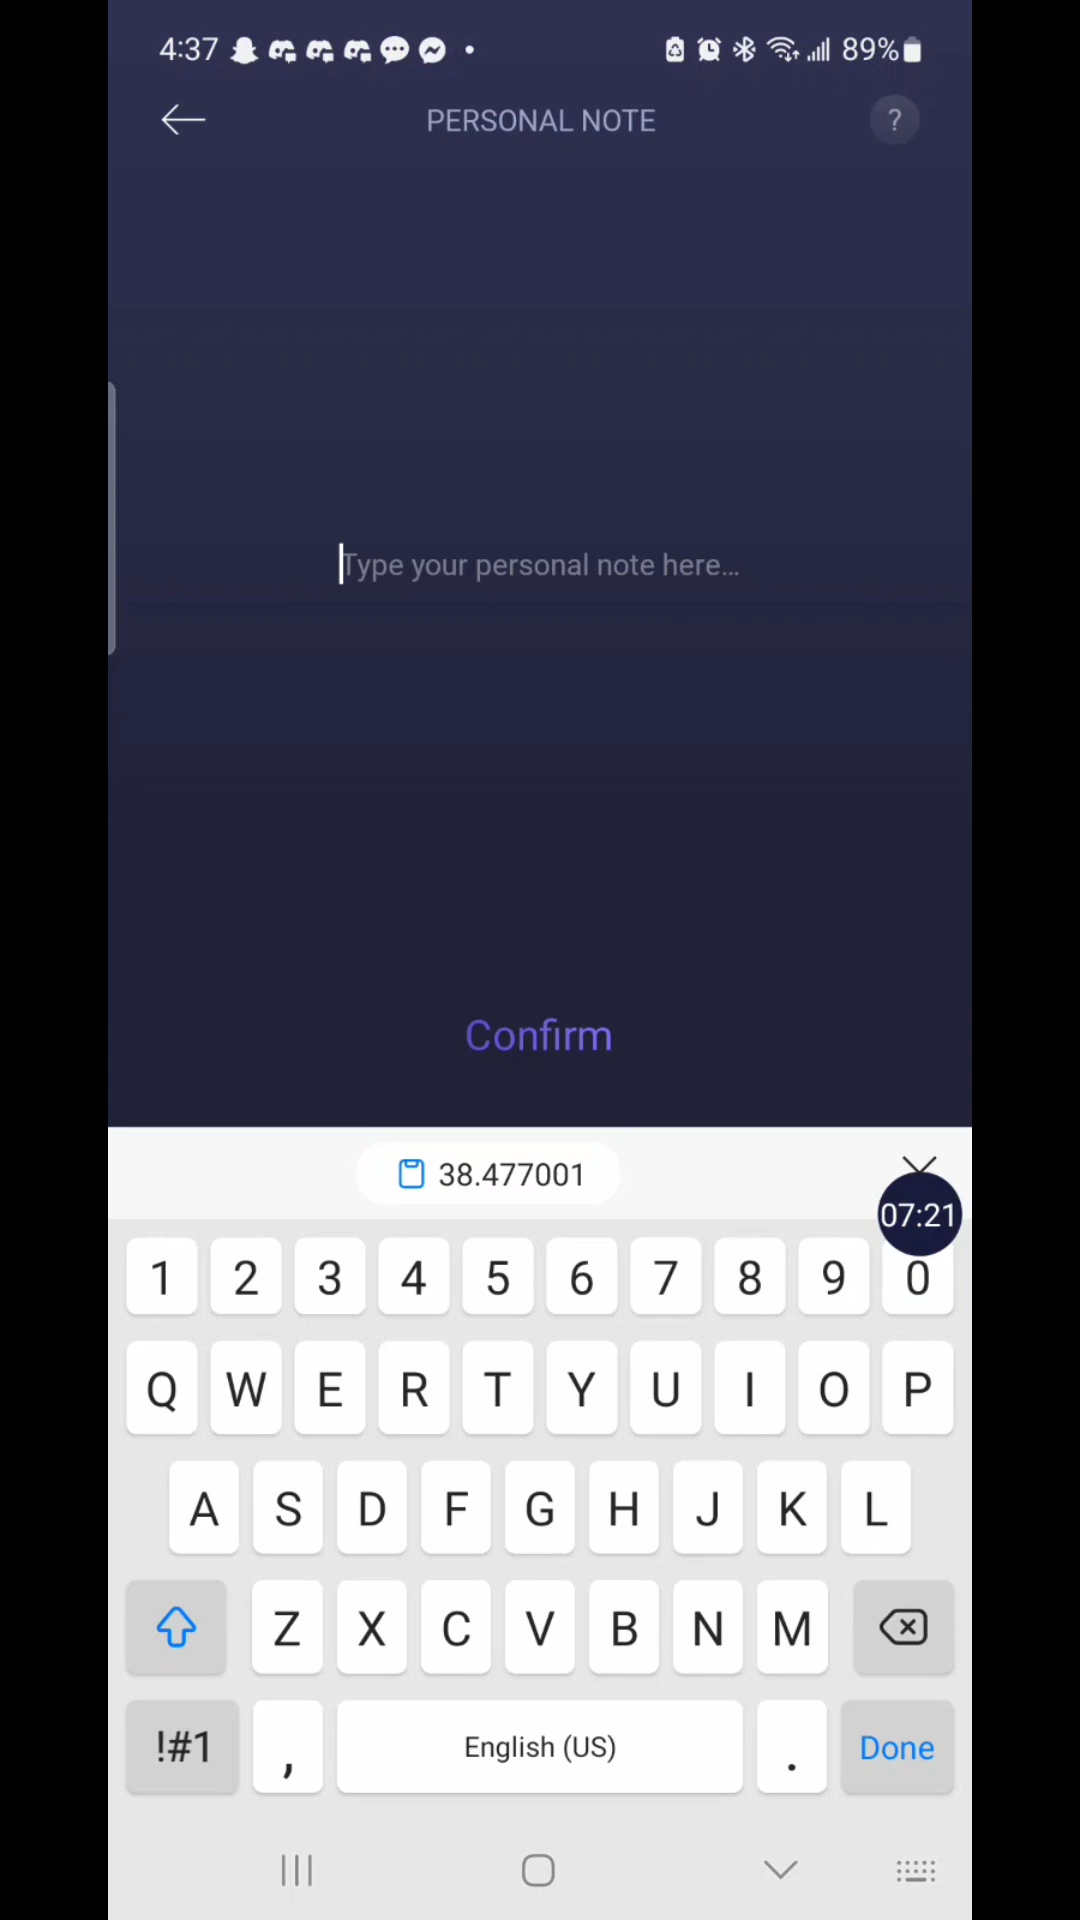 4:37 89%
PERSONAL NOTE ?
Type your personal note here...
Confirm
38.477001
07:21
1 2 3 4 5 6 7 8 9 0
Q W E R T Y U I O P
A S D F G H J K L
Z X C V B N M
!#1 , English (US) . Done